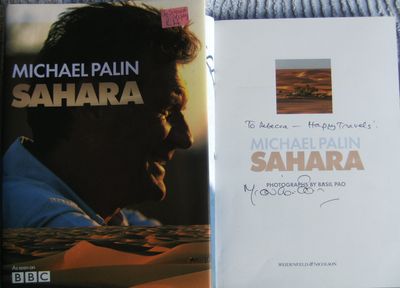 MICHAEL PALIN
SAHARA
As seen on
BBC
To Rebecca – Happy Travels!
MICHAEL PALIN
SAHARA
PHOTOGRAPHS BY BASIL PAO
WEIDENFELD & NICOLSON